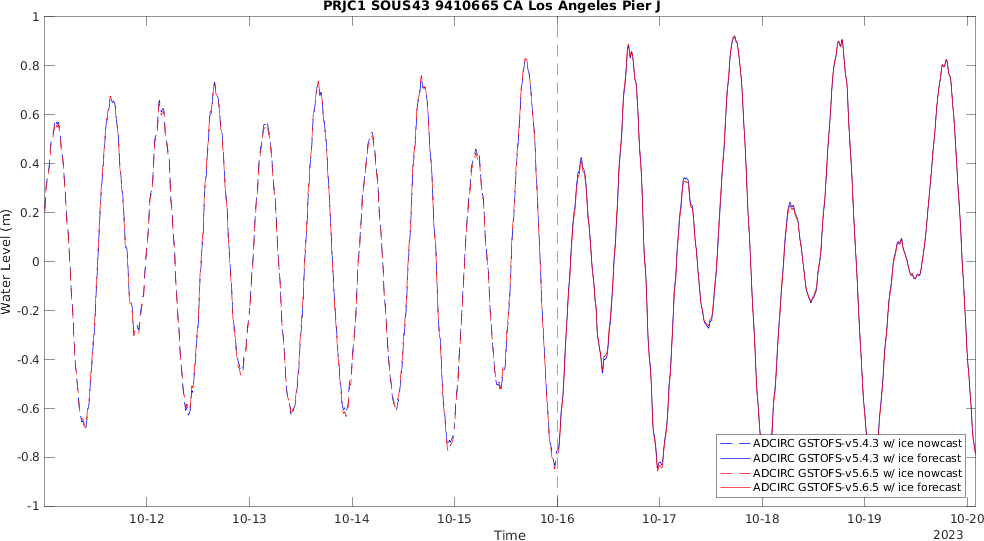 PRJC1 SOUS43 9410665 CA Los Angeles Pier J
1
0.8
0.6
0.4
0.2
0
-0.2
-0.4
-0.6
-0.8
-1
Water Level (m)
10-12 10-13 10-14 10-15 10-16 10-17 10-18 10-19 10-20
2023
Time
ADCIRC GSTOFS-v5.4.3 w/ ice nowcast
ADCIRC GSTOFS-v5.4.3 w/ ice forecast
ADCIRC GSTOFS-v5.6.5 w/ ice nowcast
ADCIRC GSTOFS-v5.6.5 w/ ice forecast